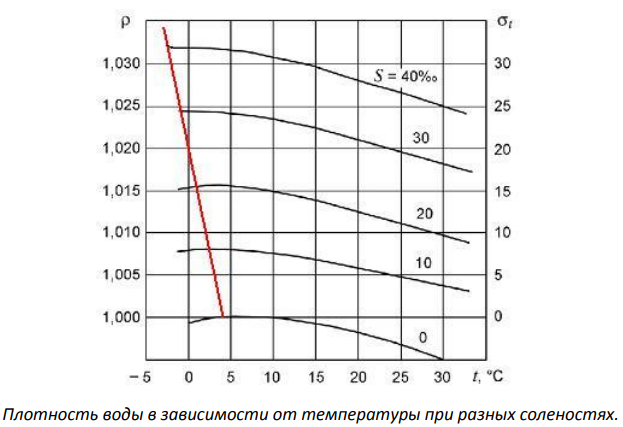 ρ σt
1,030 30
S = 40‰
1,025 25
30
1,020 20
1,015 15
20
1,010 10
10
1,005 5
1,000 0
0
– 5 0 5 10 15 20 25 30 t, °C
Плотность воды в зависимости от температуры при разных соленостях.